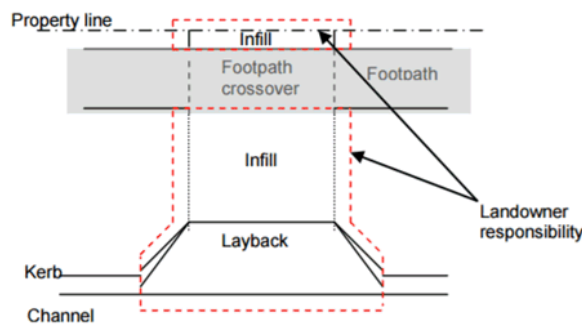 Property line
Infill
Footpath
crossover
Footpath
Infill
Landowner
responsibility
Layback
Kerb
Channel